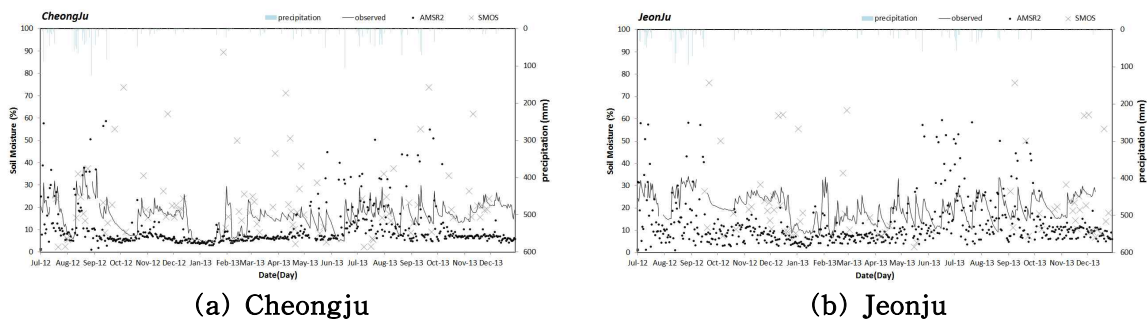 CheongJu
precipitation observed AMSR2 SMOS
100 90 80 70 60 50 40 30 20 10 0
Soil Moisture (%)
0 100 200 300 400 500 600
precipitation (mm)
Jul-12 Aug-12 Sep-12 Oct-12 Nov-12 Dec-12 Jan-13 Feb-13 Mar-13 Apr-13 May-13 Jun-13 Jul-13 Aug-13 Sep-13 Oct-13 Nov-13 Dec-13
Date(Day)
(a) Cheongju
JeonJu
precipitation observed AMSR2 SMOS
100 90 80 70 60 50 40 30 20 10 0
Soil Moisture (%)
0 100 200 300 400 500 600
precipitation (mm)
Jul-12 Aug-12 Sep-12 Oct-12 Nov-12 Dec-12 Jan-13 Feb-13 Mar-13 Apr-13 May-13 Jun-13 Jul-13 Aug-13 Sep-13 Oct-13 Nov-13 Dec-13
Date(Day)
(b) Jeonju